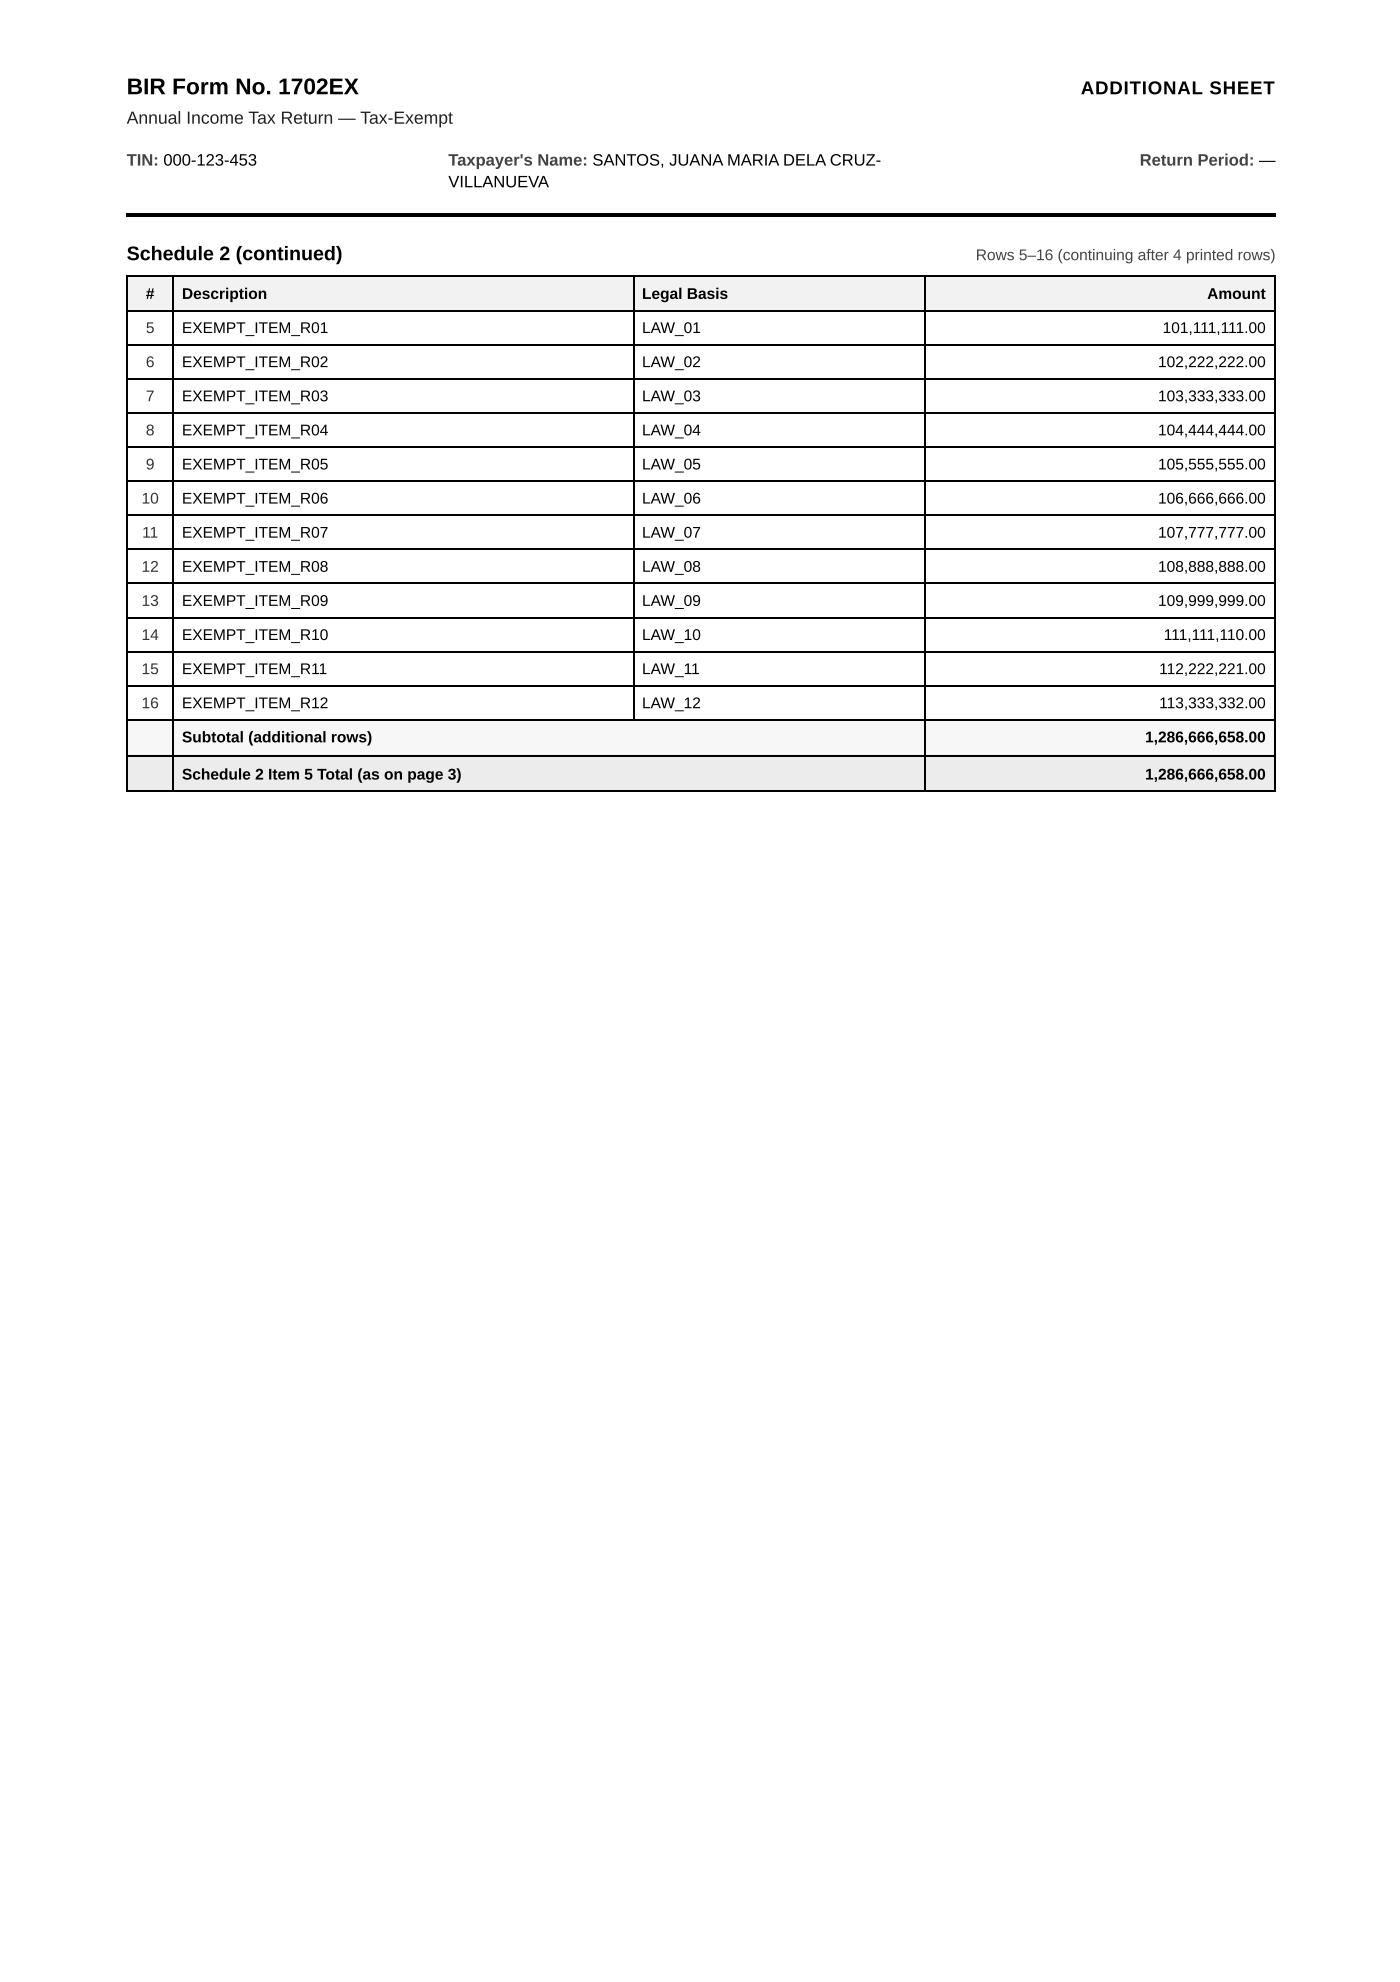 BIR Form No. 1702EX
ADDITIONAL SHEET
Annual Income Tax Return — Tax-Exempt
TIN: 000-123-453
Taxpayer's Name: SANTOS, JUANA MARIA DELA CRUZ-
VILLANUEVA
Return Period: —
Schedule 2 (continued)
Rows 5–16 (continuing after 4 printed rows)
# Description Legal Basis Amount
5 EXEMPT_ITEM_R01 LAW_01 101,111,111.00
6 EXEMPT_ITEM_R02 LAW_02 102,222,222.00
7 EXEMPT_ITEM_R03 LAW_03 103,333,333.00
8 EXEMPT_ITEM_R04 LAW_04 104,444,444.00
9 EXEMPT_ITEM_R05 LAW_05 105,555,555.00
10 EXEMPT_ITEM_R06 LAW_06 106,666,666.00
11 EXEMPT_ITEM_R07 LAW_07 107,777,777.00
12 EXEMPT_ITEM_R08 LAW_08 108,888,888.00
13 EXEMPT_ITEM_R09 LAW_09 109,999,999.00
14 EXEMPT_ITEM_R10 LAW_10 111,111,110.00
15 EXEMPT_ITEM_R11 LAW_11 112,222,221.00
16 EXEMPT_ITEM_R12 LAW_12 113,333,332.00
Subtotal (additional rows) 1,286,666,658.00
Schedule 2 Item 5 Total (as on page 3) 1,286,666,658.00